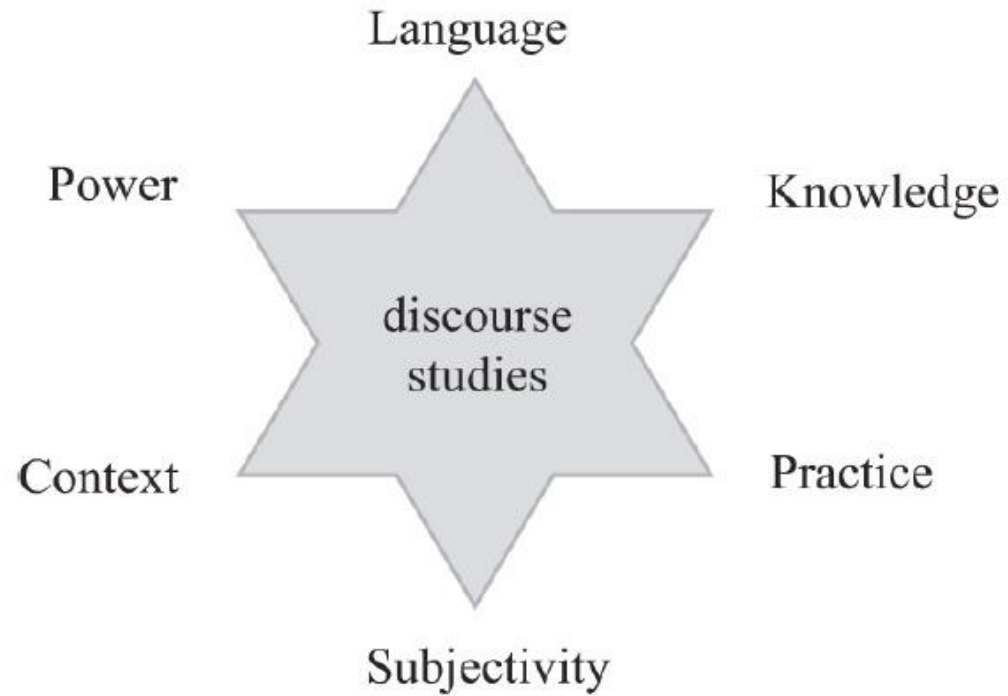 Language
Power
Knowledge
discourse
studies
Context
Practice
Subjectivity